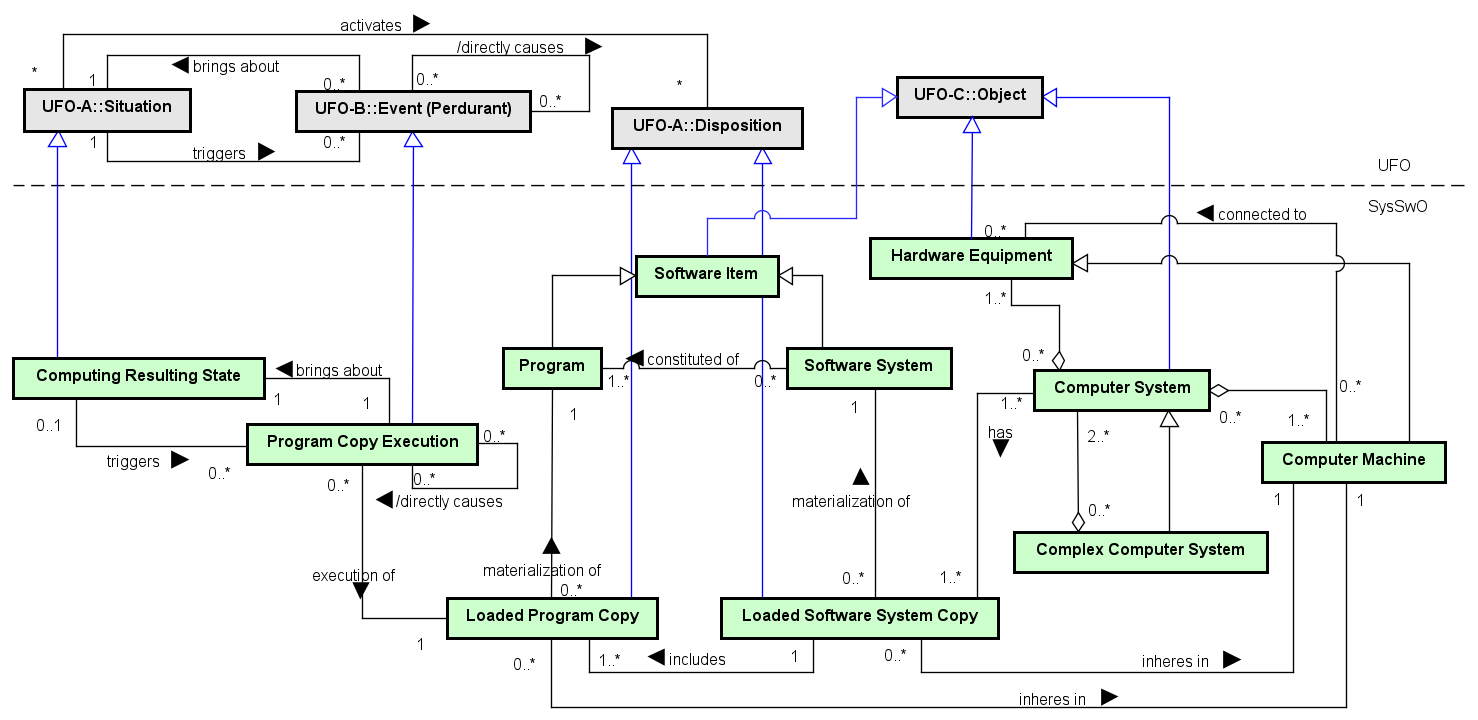 activates
/directly causes
brings about
*
1
0..*
0..*
*
0..*
UFO-A::Situation
UFO-B::Event (Perdurant)
UFO-A::Disposition
UFO-C::Object
1
0..*
triggers
UFO
SysSwO
connected to
0..*
Software Item
Hardware Equipment
1..*
Program
constituted of
Software System
0..*
1..*
0..*
Computing Resulting State
brings about
Computer System
0..*
1
1
1
1
1..*
0..*
1..*
0..1
Program Copy Execution
0..*
has
2..*
Computer Machine
triggers
0..*
0..*
0..*
/directly causes
materialization of
1
1
0..*
Complex Computer System
execution of
materialization of
0..*
0..*
1..*
Loaded Program Copy
Loaded Software System Copy
1
0..*
1..*
includes
1
0..*
inheres in
inheres in